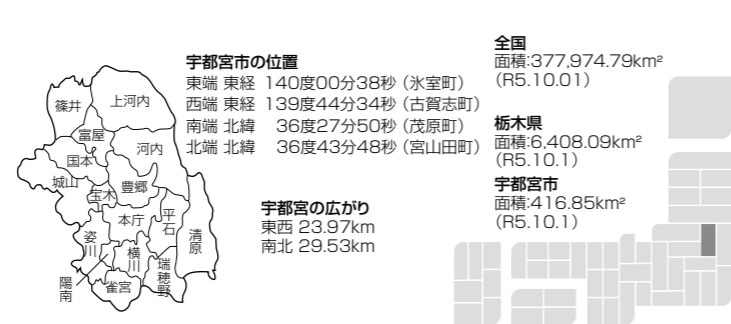 宇都宮市の位置
東端 東経 140度00分38秒（氷室町）
西端 東経 139度44分34秒（古賀志町）
南端 北緯 36度27分50秒（茂原町）
北端 北緯 36度43分48秒（宮山田町）
宇都宮の広がり
東西 23.97km
南北 29.53km
全国
面積：377,974.79km²
（R5.10.01）
栃木県
面積：6,408.09km²
（R5.10.1）
宇都宮市
面積：416.85km²
（R5.10.1）
篠井
上河内
富屋
河内
国本
城山
豊郷
宝木
本庁
平石
清原
姿川
横川
瑞穂野
陽南
雀宮